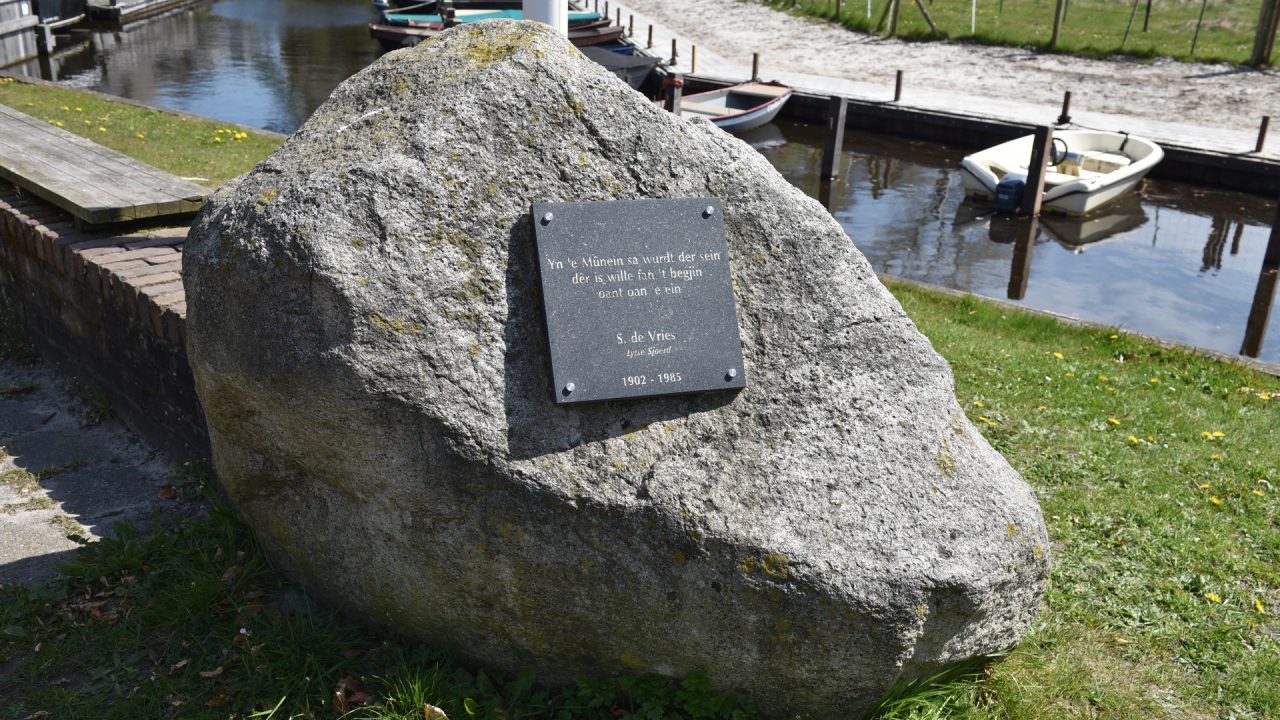 Yn 'e Mûnein sa wurdt der sein
dêr is wille fan 't begjin
oant oan 'e ein
S. de Vries
Lytse Sjoerd
1902 - 1985